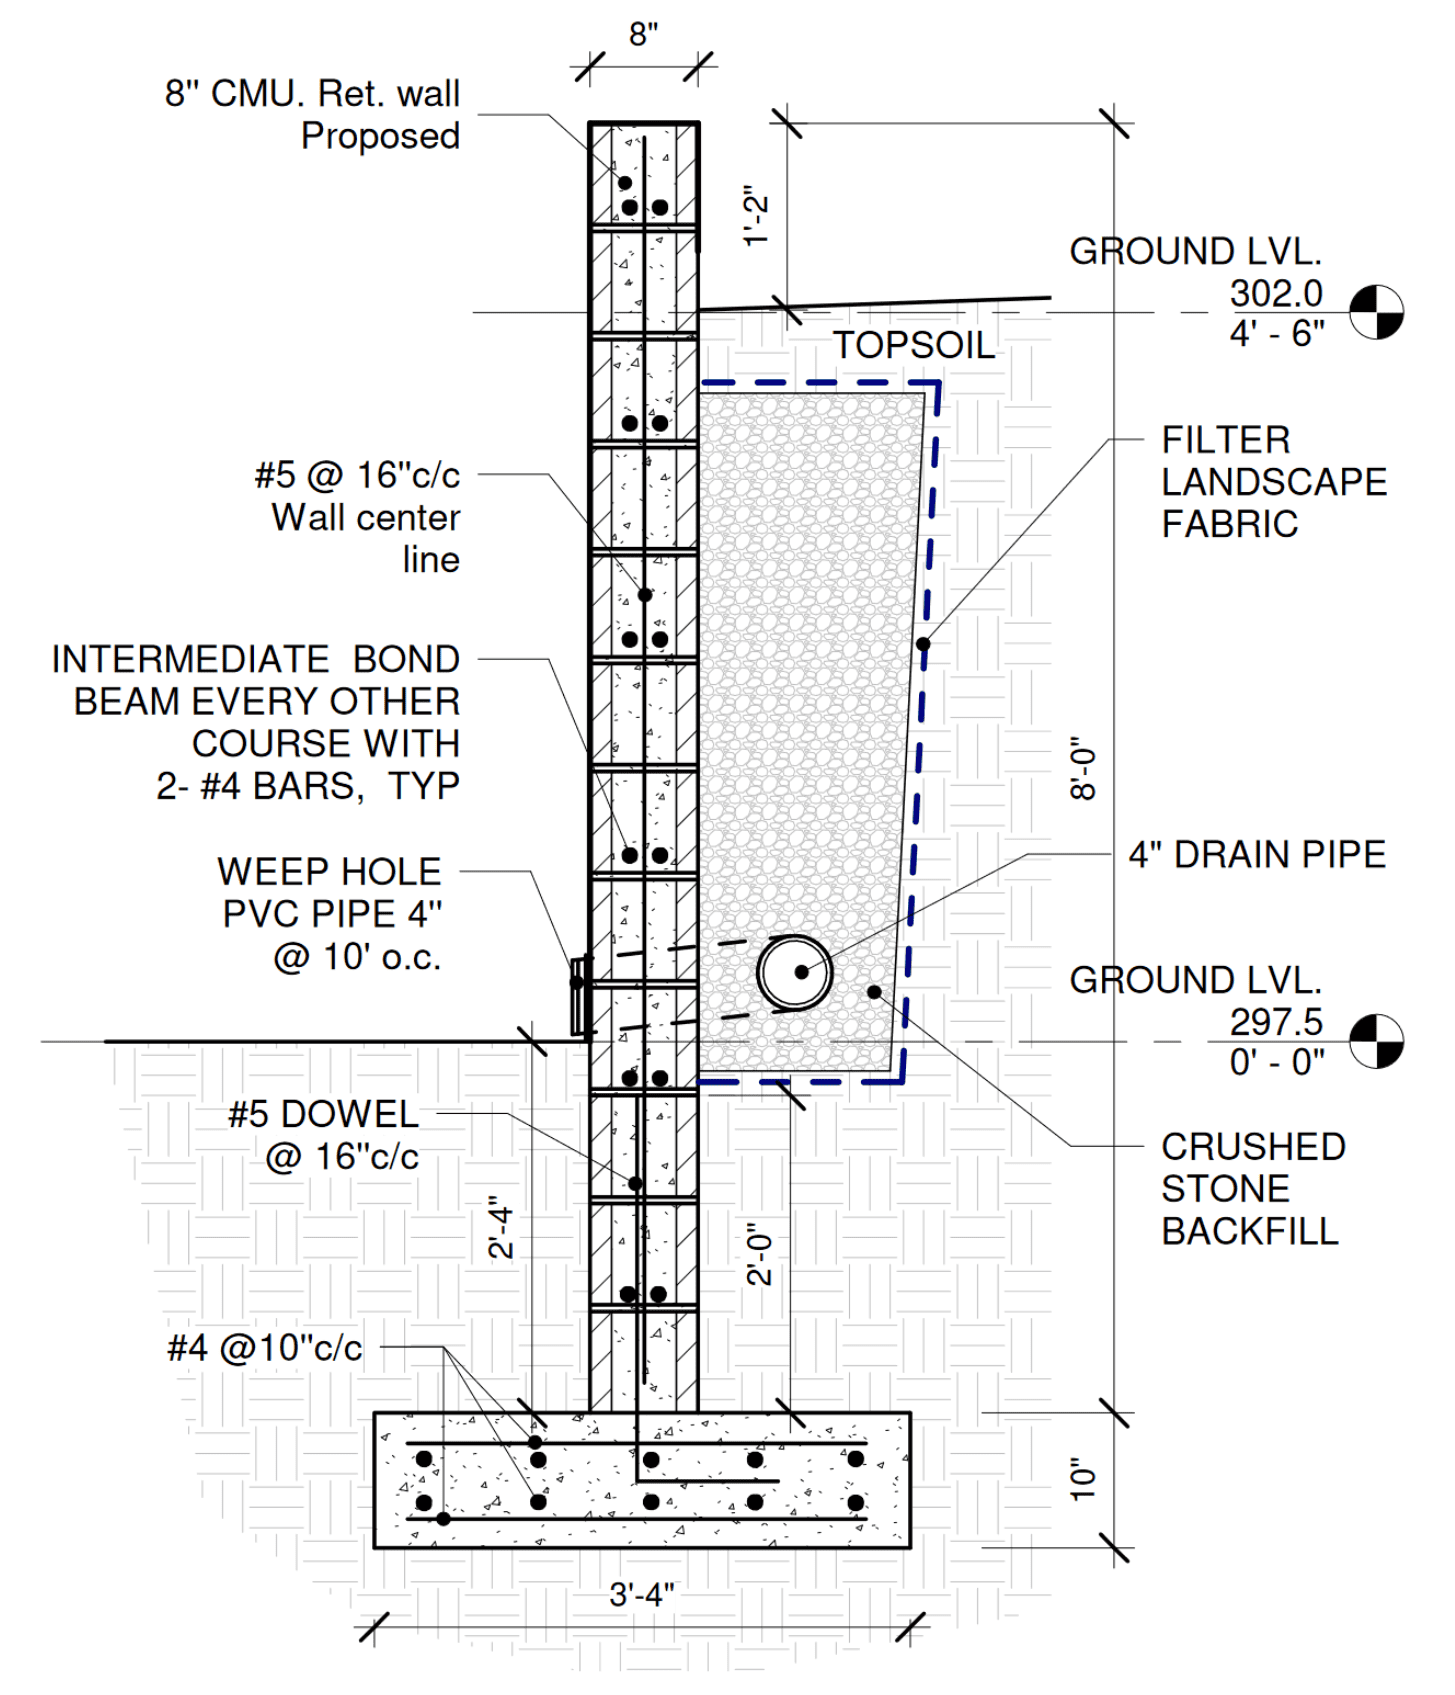 8"
8" CMU. Ret. wall
Proposed
1'-2"
GROUND LVL.
302.0
4' - 6"
TOPSOIL
FILTER
LANDSCAPE
FABRIC
#5 @ 16"c/c
Wall center
line
INTERMEDIATE BOND
BEAM EVERY OTHER
COURSE WITH
2- #4 BARS, TYP
8'-0"
4" DRAIN PIPE
WEEP HOLE
PVC PIPE 4"
@ 10' o.c.
GROUND LVL.
297.5
0' - 0"
#5 DOWEL
@ 16"c/c
CRUSHED
STONE
BACKFILL
2'-4"
2'-0"
#4 @10"c/c
10"
3'-4"